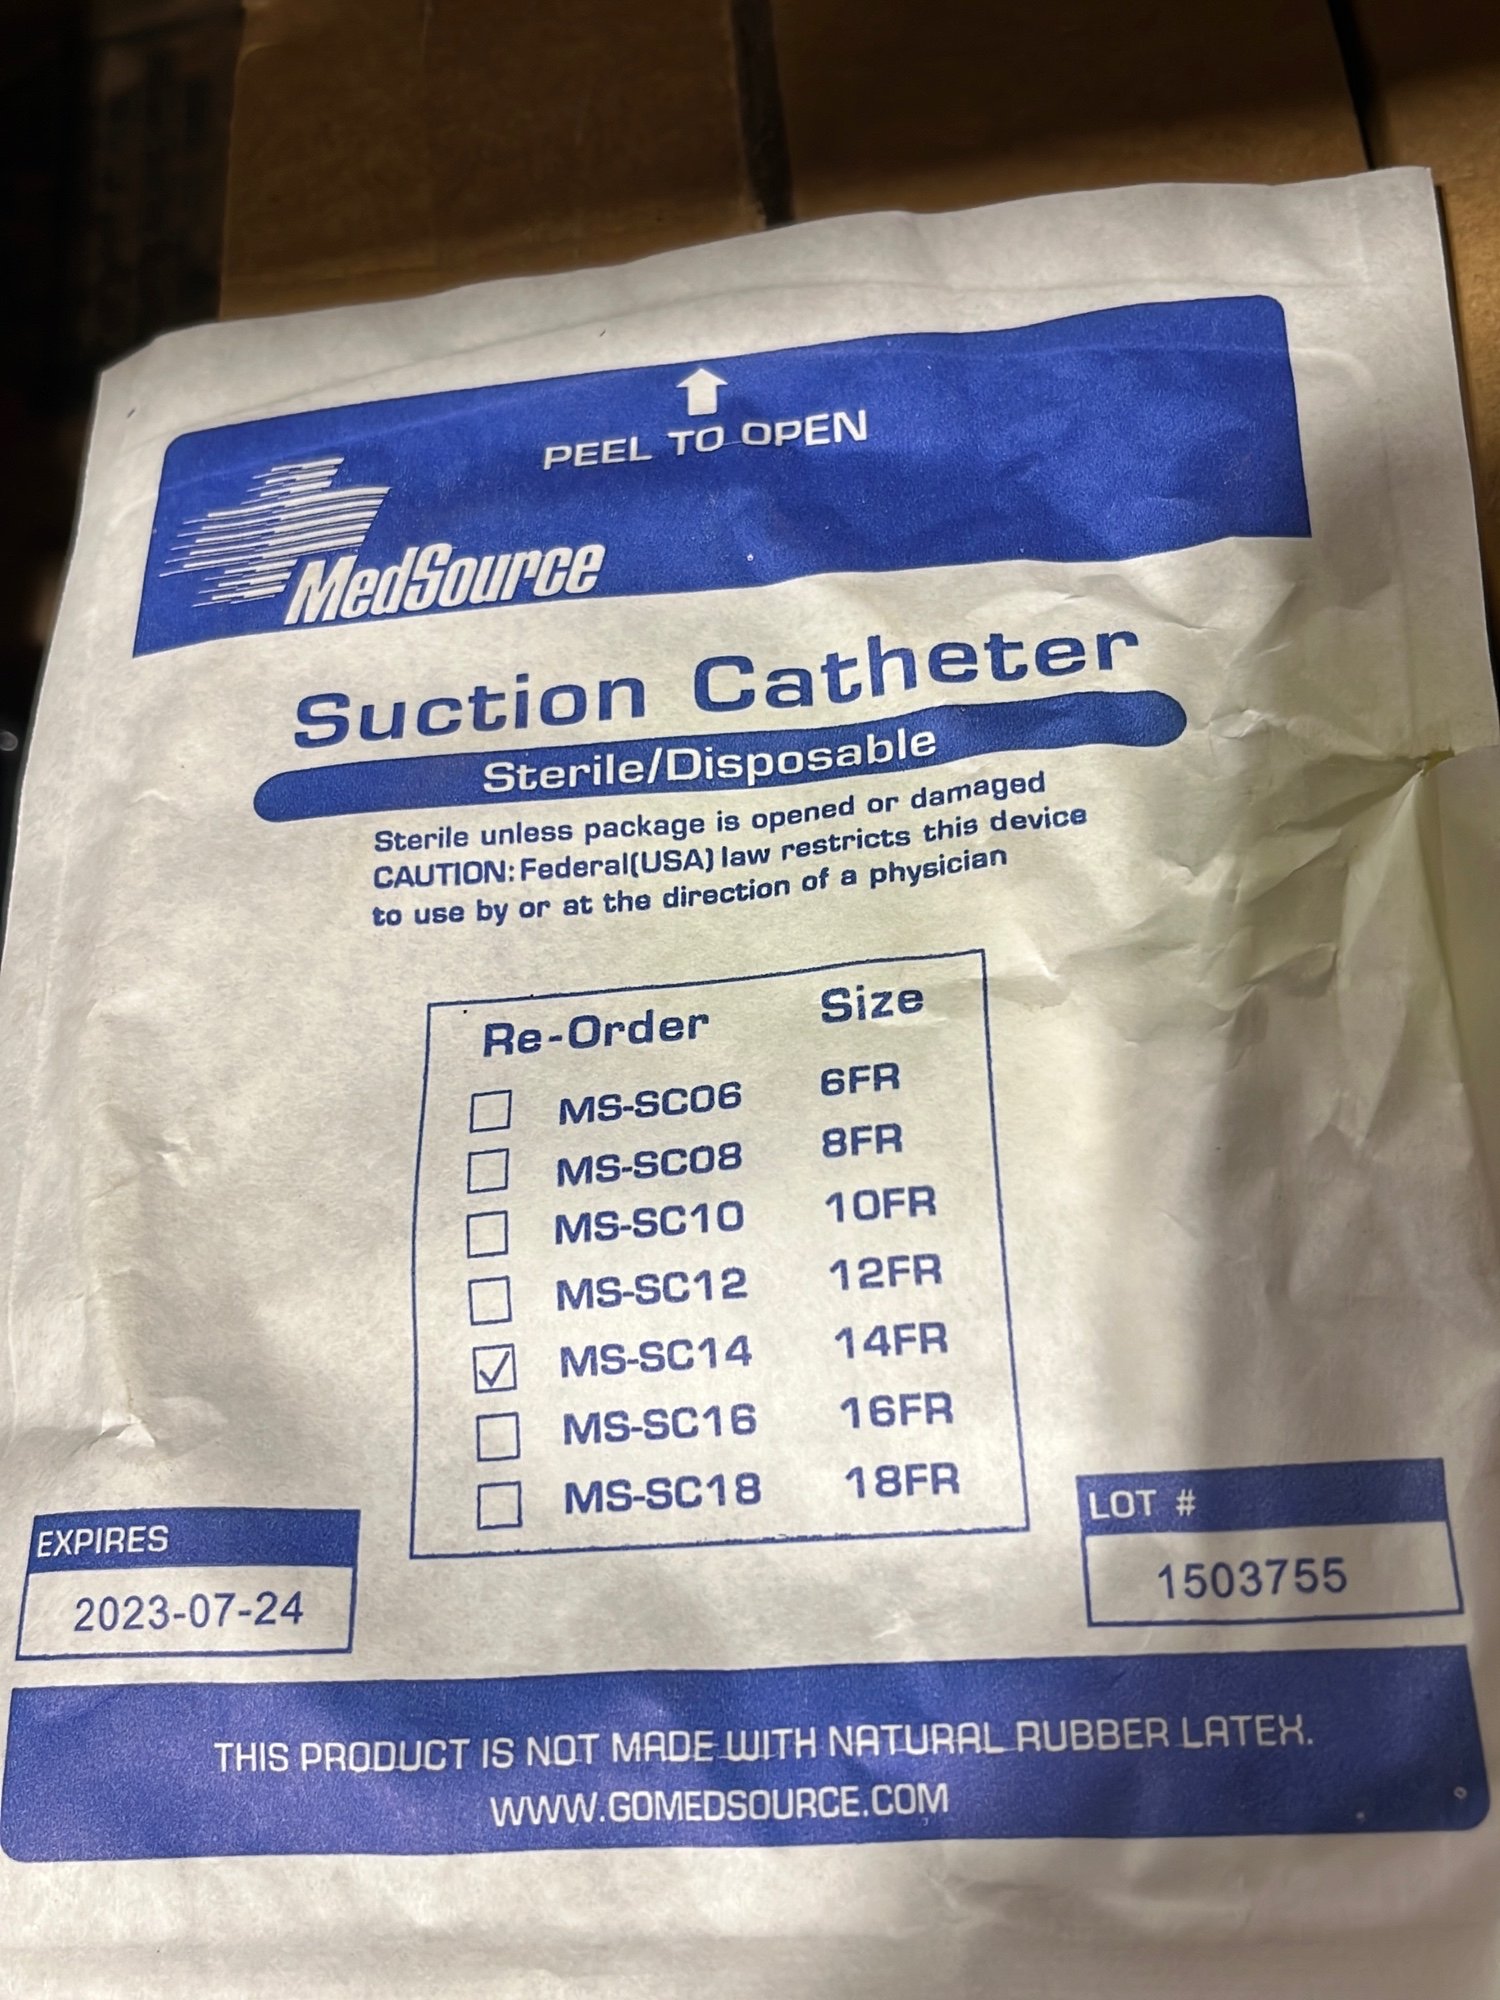 PEEL TO OPEN
MedSource
Suction Catheter
Sterile/Disposable
Sterile unless package is opened or damaged
CAUTION: Federal(USA) law restricts this device
to use by or at the direction of a physician
Re-Order Size
MS-SC06 6FR
MS-SC08 8FR
MS-SC10 10FR
MS-SC12 12FR
MS-SC14 14FR
MS-SC16 16FR
MS-SC18 18FR
EXPIRES
2023-07-24
LOT #
1503755
THIS PRODUCT IS NOT MADE WITH NATURAL RUBBER LATEX.
WWW.GOMEDSOURCE.COM